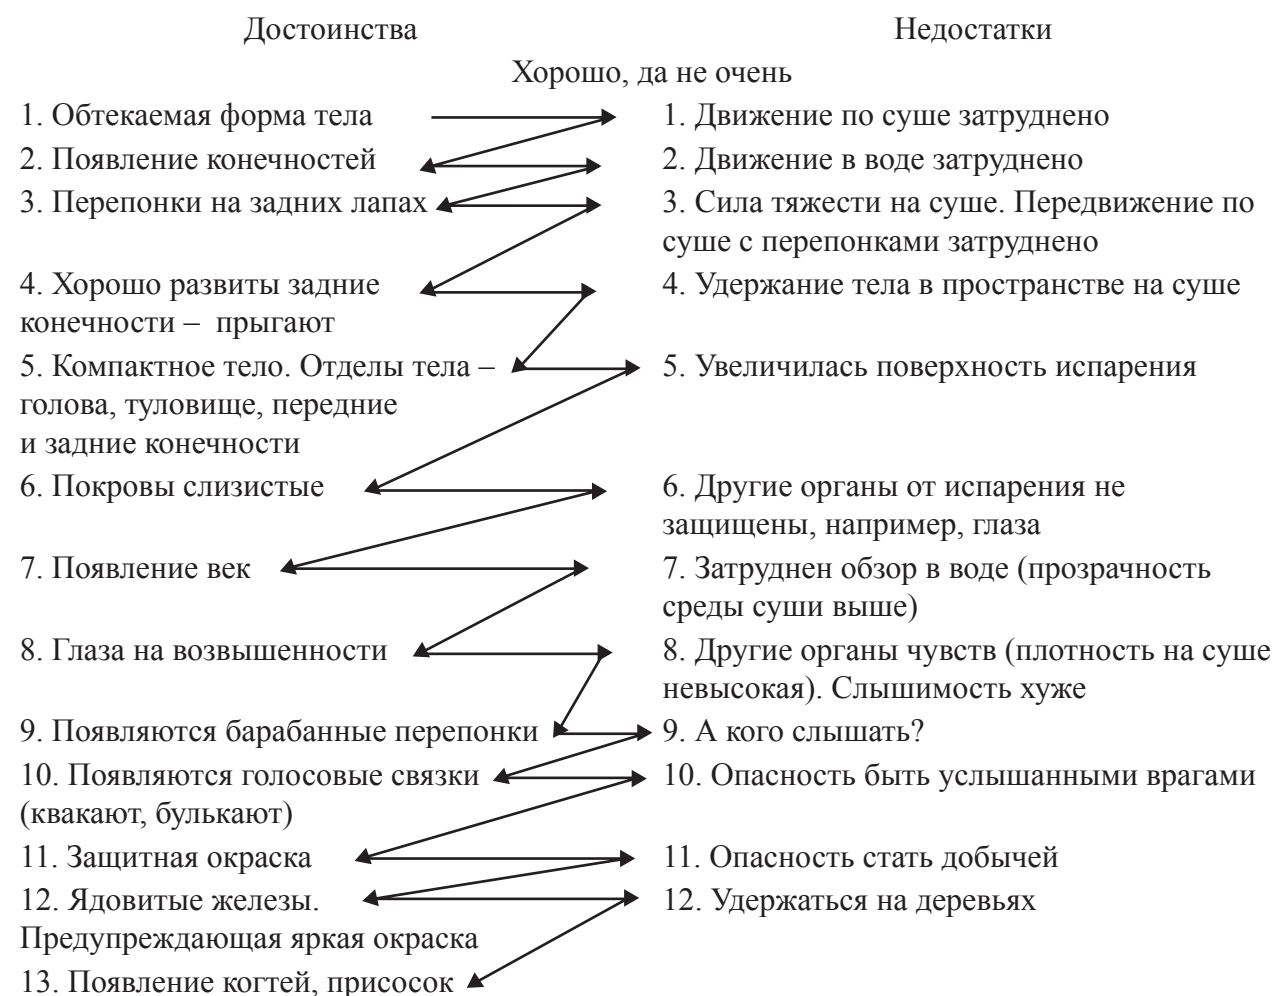 Достоинства Недостатки
Хорошо, да не очень
1. Обтекаемая форма тела 1. Движение по суше затруднено
2. Появление конечностей 2. Движение в воде затруднено
3. Перепонки на задних лапах 3. Сила тяжести на суше. Передвижение по
суше с перепонками затруднено
4. Хорошо развиты задние 4. Удержание тела в пространстве на суше
конечности – прыгают
5. Компактное тело. Отделы тела – 5. Увеличилась поверхность испарения
голова, туловище, передние
и задние конечности
6. Покровы слизистые 6. Другие органы от испарения не
защищены, например, глаза
7. Появление век 7. Затруднен обзор в воде (прозрачность
среды суши выше)
8. Глаза на возвышенности 8. Другие органы чувств (плотность на суше
невысокая). Слышимость хуже
9. Появляются барабанные перепонки 9. А кого слышать?
10. Появляются голосовые связки 10. Опасность быть услышанными врагами
(квакают, булькают)
11. Защитная окраска 11. Опасность стать добычей
12. Ядовитые железы. 12. Удержаться на деревьях
Предупреждающая яркая окраска
13. Появление когтей, присосок